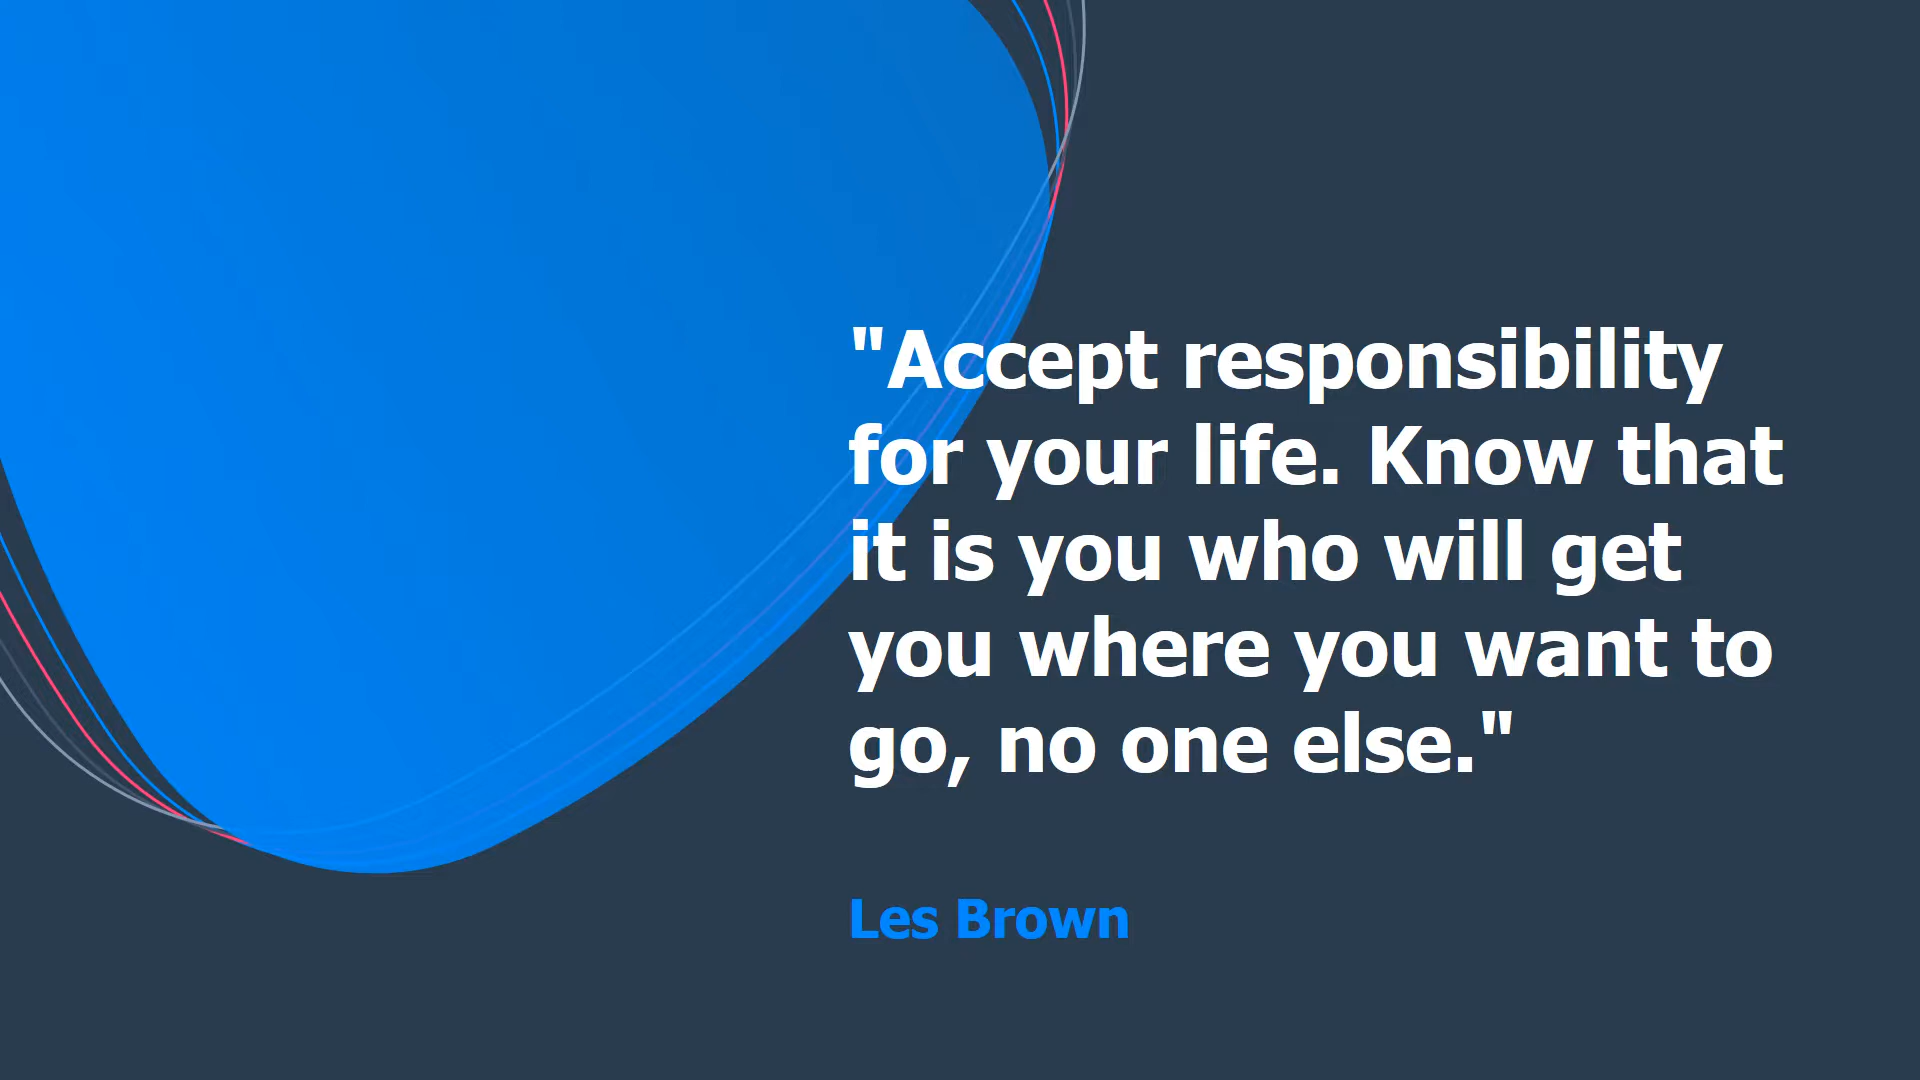 "Accept responsibility
for your life. Know that
it is you who will get
you where you want to
go, no one else."
Les Brown